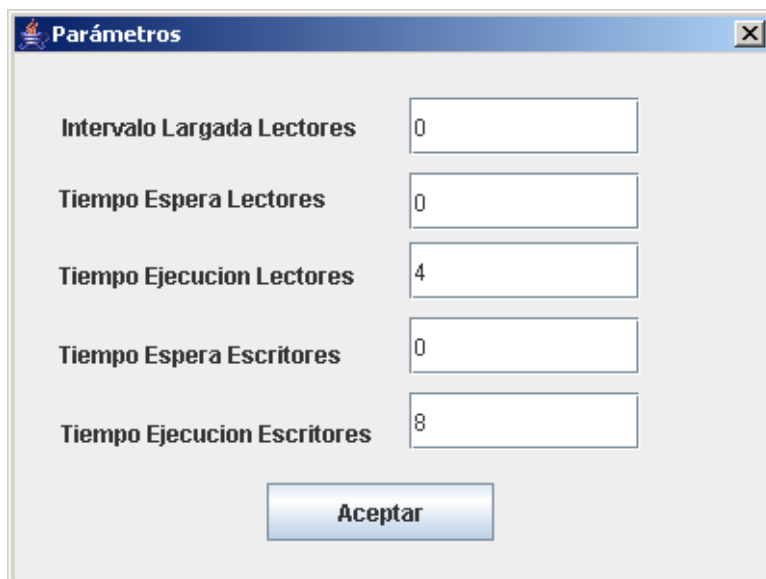 Parámetros
Intervalo Largada Lectores 0
Tiempo Espera Lectores 0
Tiempo Ejecucion Lectores 4
Tiempo Espera Escritores 0
Tiempo Ejecucion Escritores 8
Aceptar